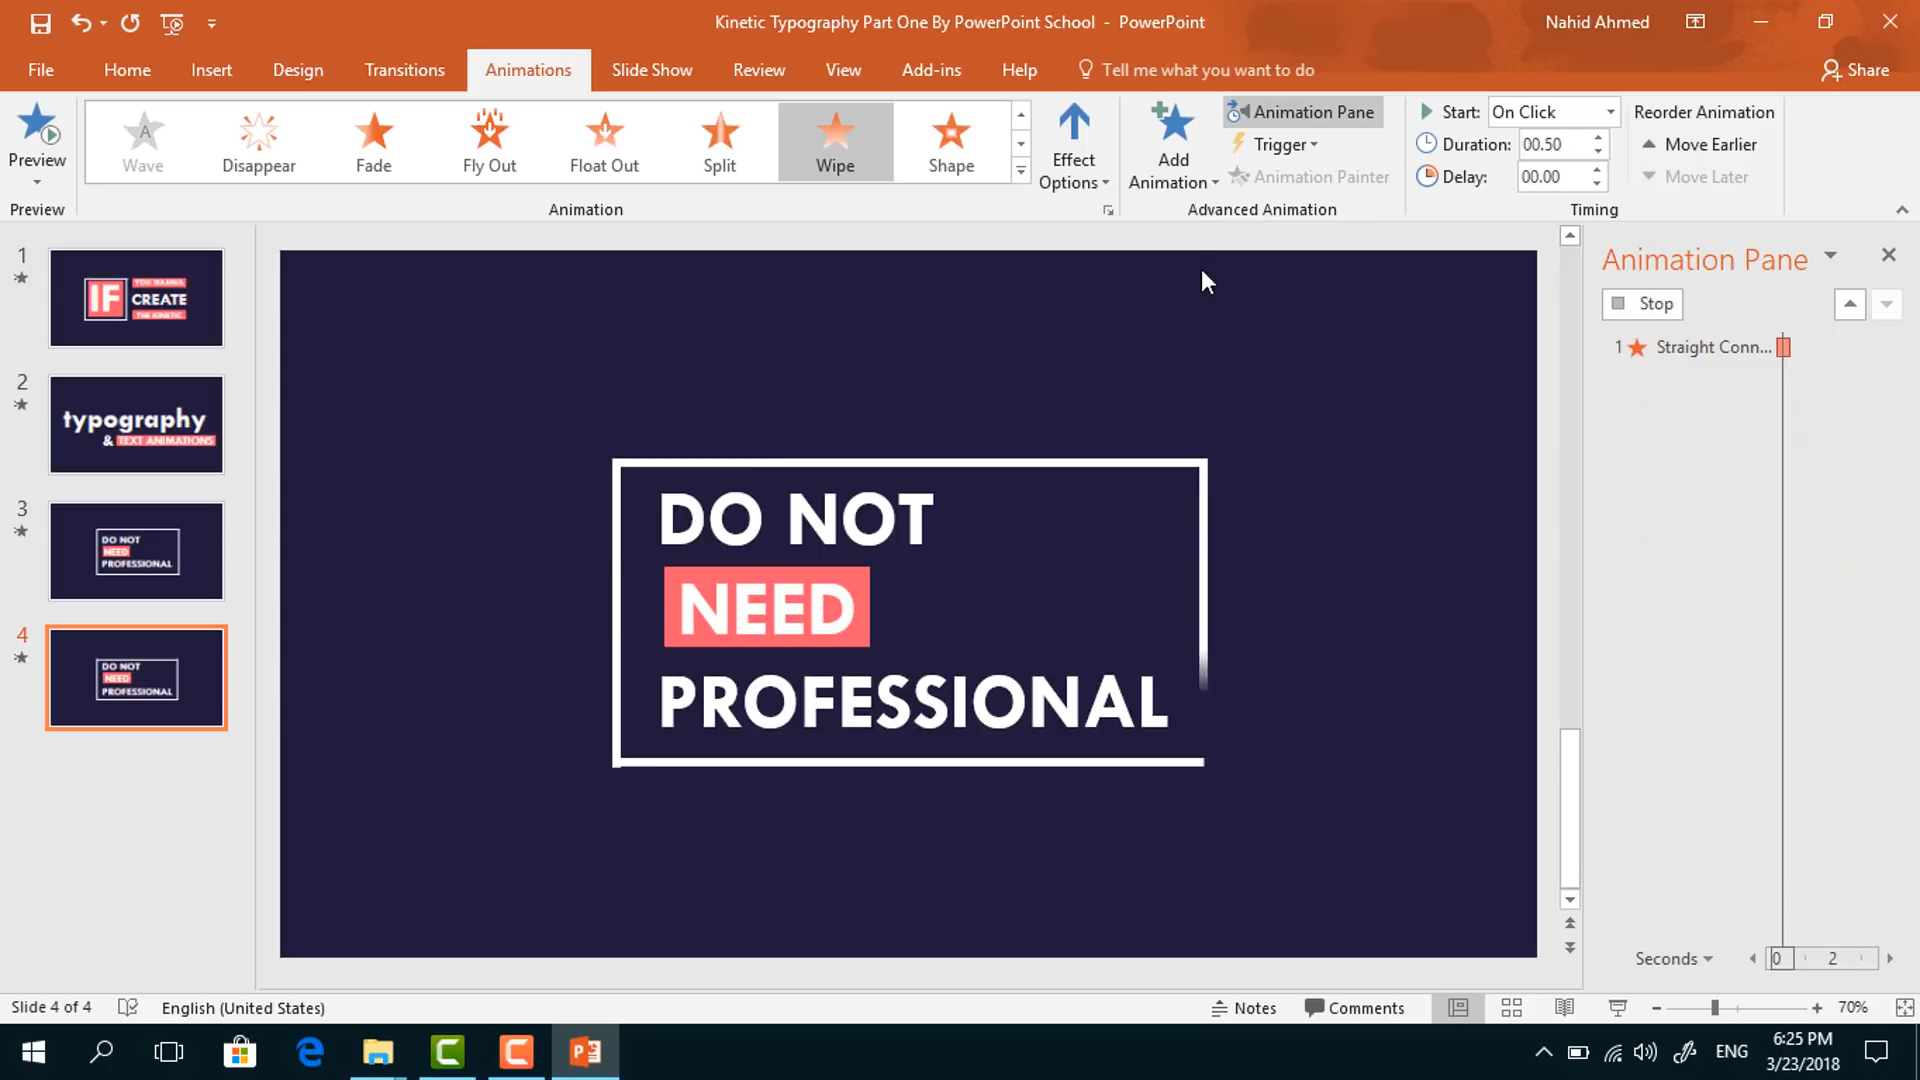 Kinetic Typography Part One By PowerPoint School - PowerPoint
Nahid Ahmed
File Home Insert Design Transitions Animations Slide Show Review View Add-ins Help Tell me what you want to do Share
Preview
Preview
A
Wave
Disappear
Fade
Fly Out
Float Out
Split
Wipe
Shape
Animation
Effect
Options
Add
Animation
Animation Pane
Trigger
Animation Painter
Advanced Animation
Start: On Click
Duration: 00.50
Delay: 00.00
Timing
Reorder Animation
Move Earlier
Move Later
1
IF
YOU WANNA
CREATE
THE KINETIC
2
typography
& TEXT ANIMATIONS
3
DO NOT
NEED
PROFESSIONAL
4
DO NOT
NEED
PROFESSIONAL
DO NOT
NEED
PROFESSIONAL
Animation Pane
Stop
1 Straight Conn...
Seconds 0 2
Slide 4 of 4 English (United States) Notes Comments 70%
ENG
6:25 PM
3/23/2018